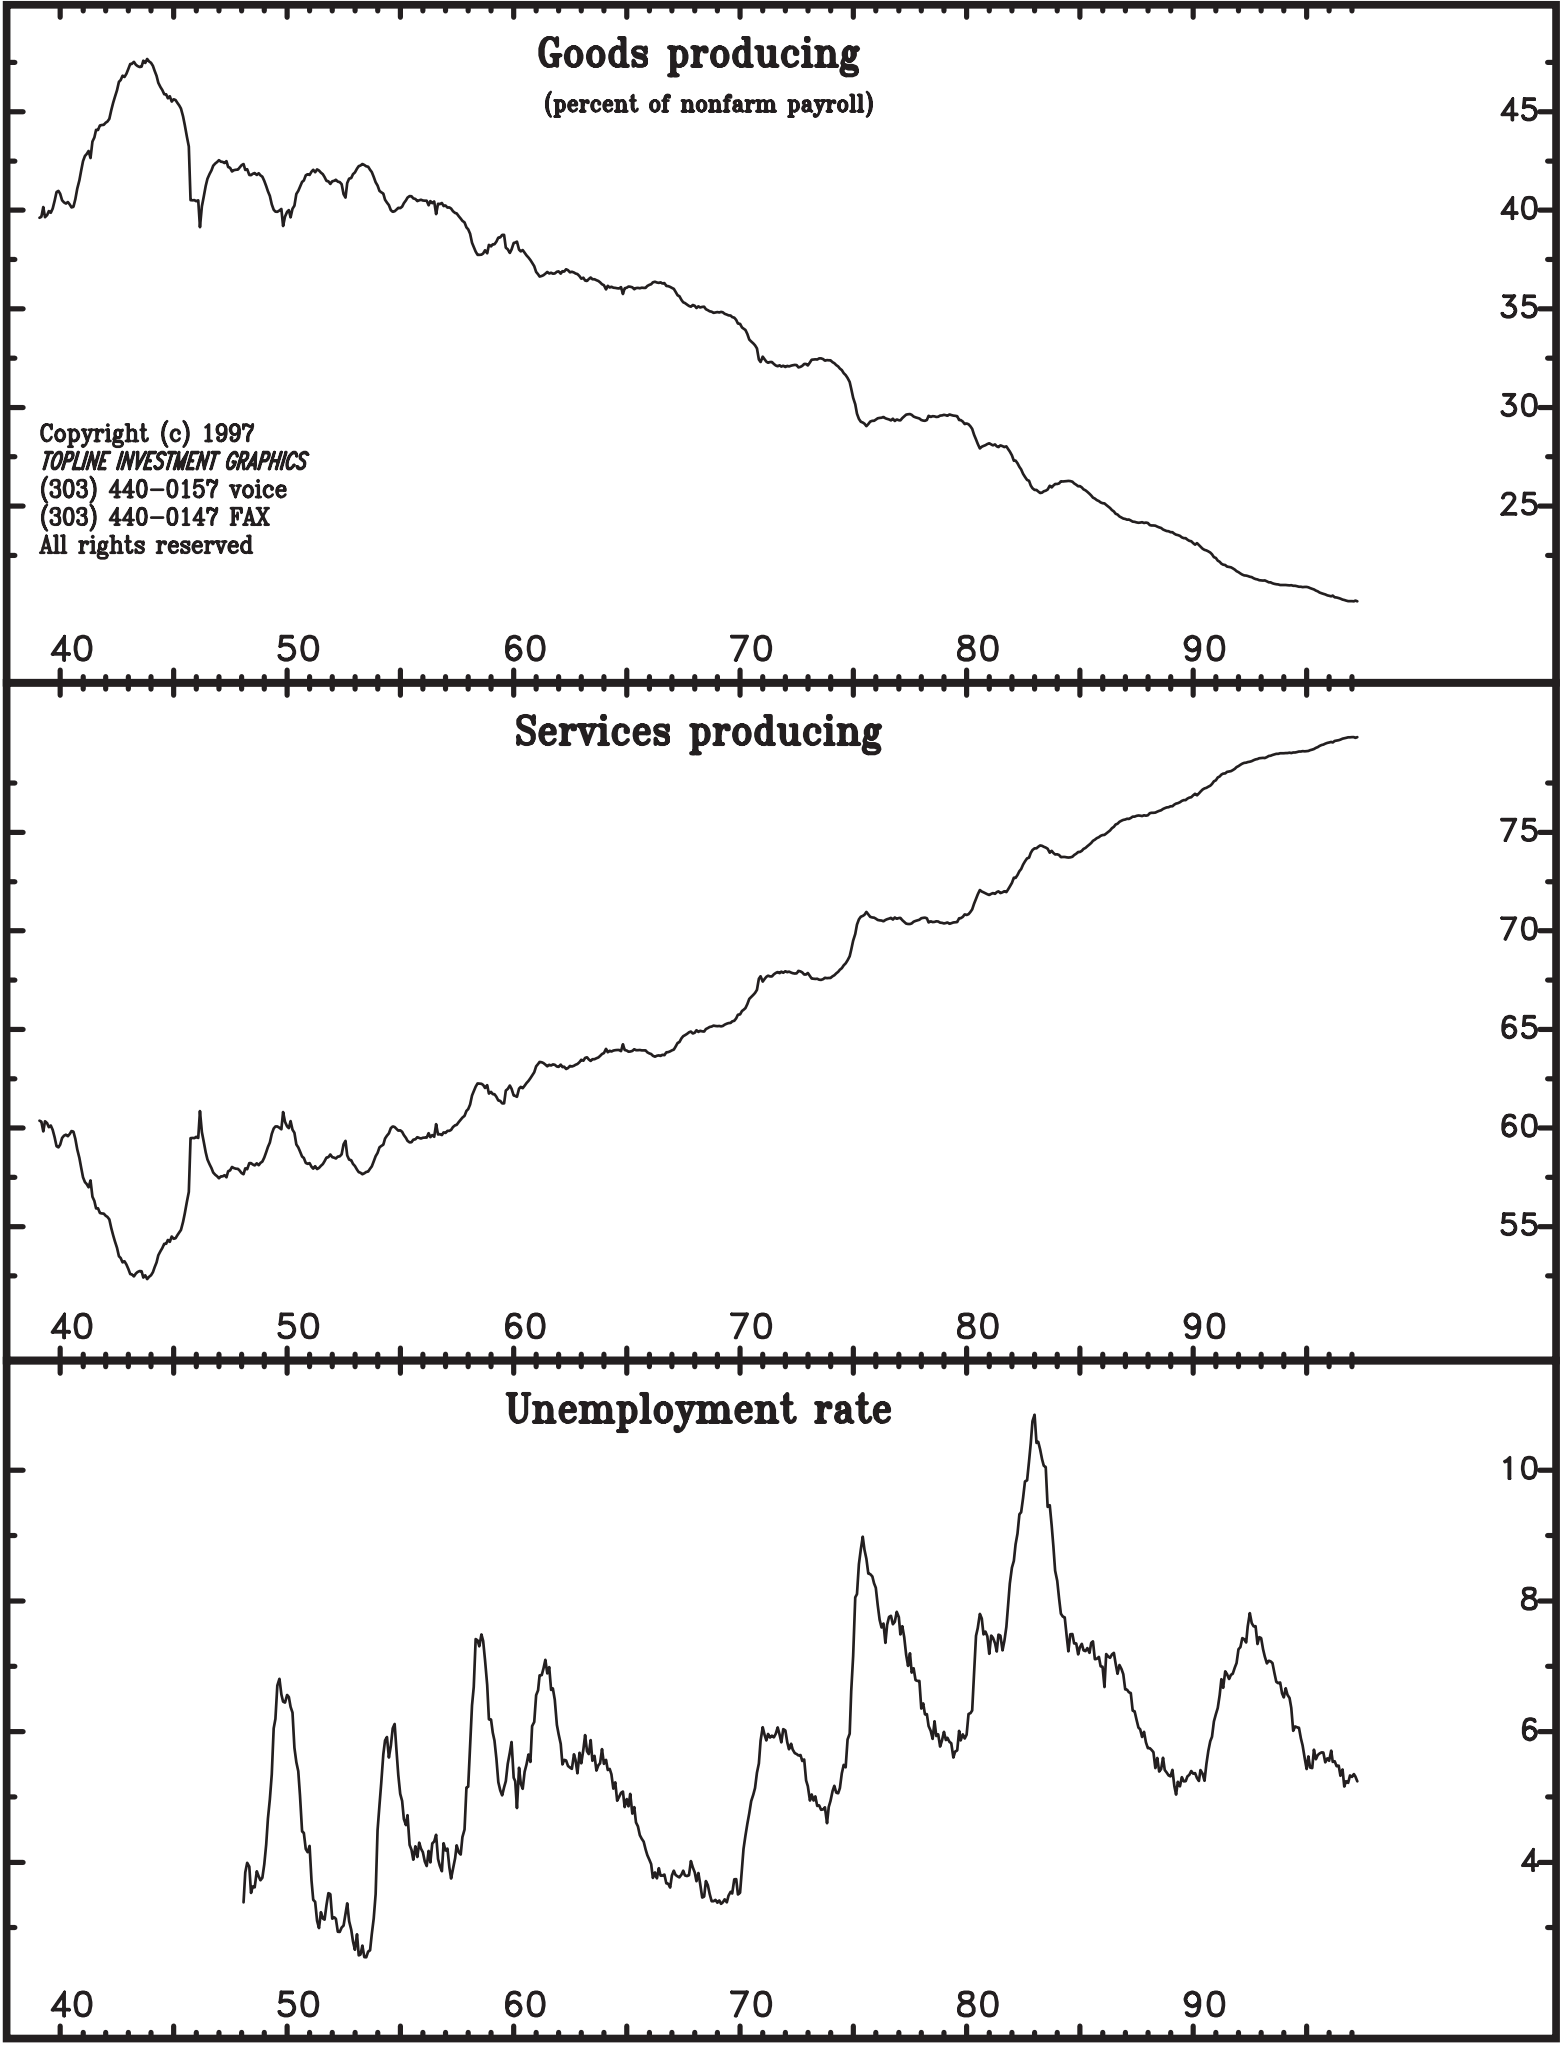 Goods producing
(percent of nonfarm payroll)
45
40
35
30
25
Copyright (c) 1997
TOPLINE INVESTMENT GRAPHICS
(303) 440-0157 voice
(303) 440-0147 FAX
All rights reserved
40 50 60 70 80 90
Services producing
75
70
65
60
55
40 50 60 70 80 90
Unemployment rate
10
8
6
4
40 50 60 70 80 90